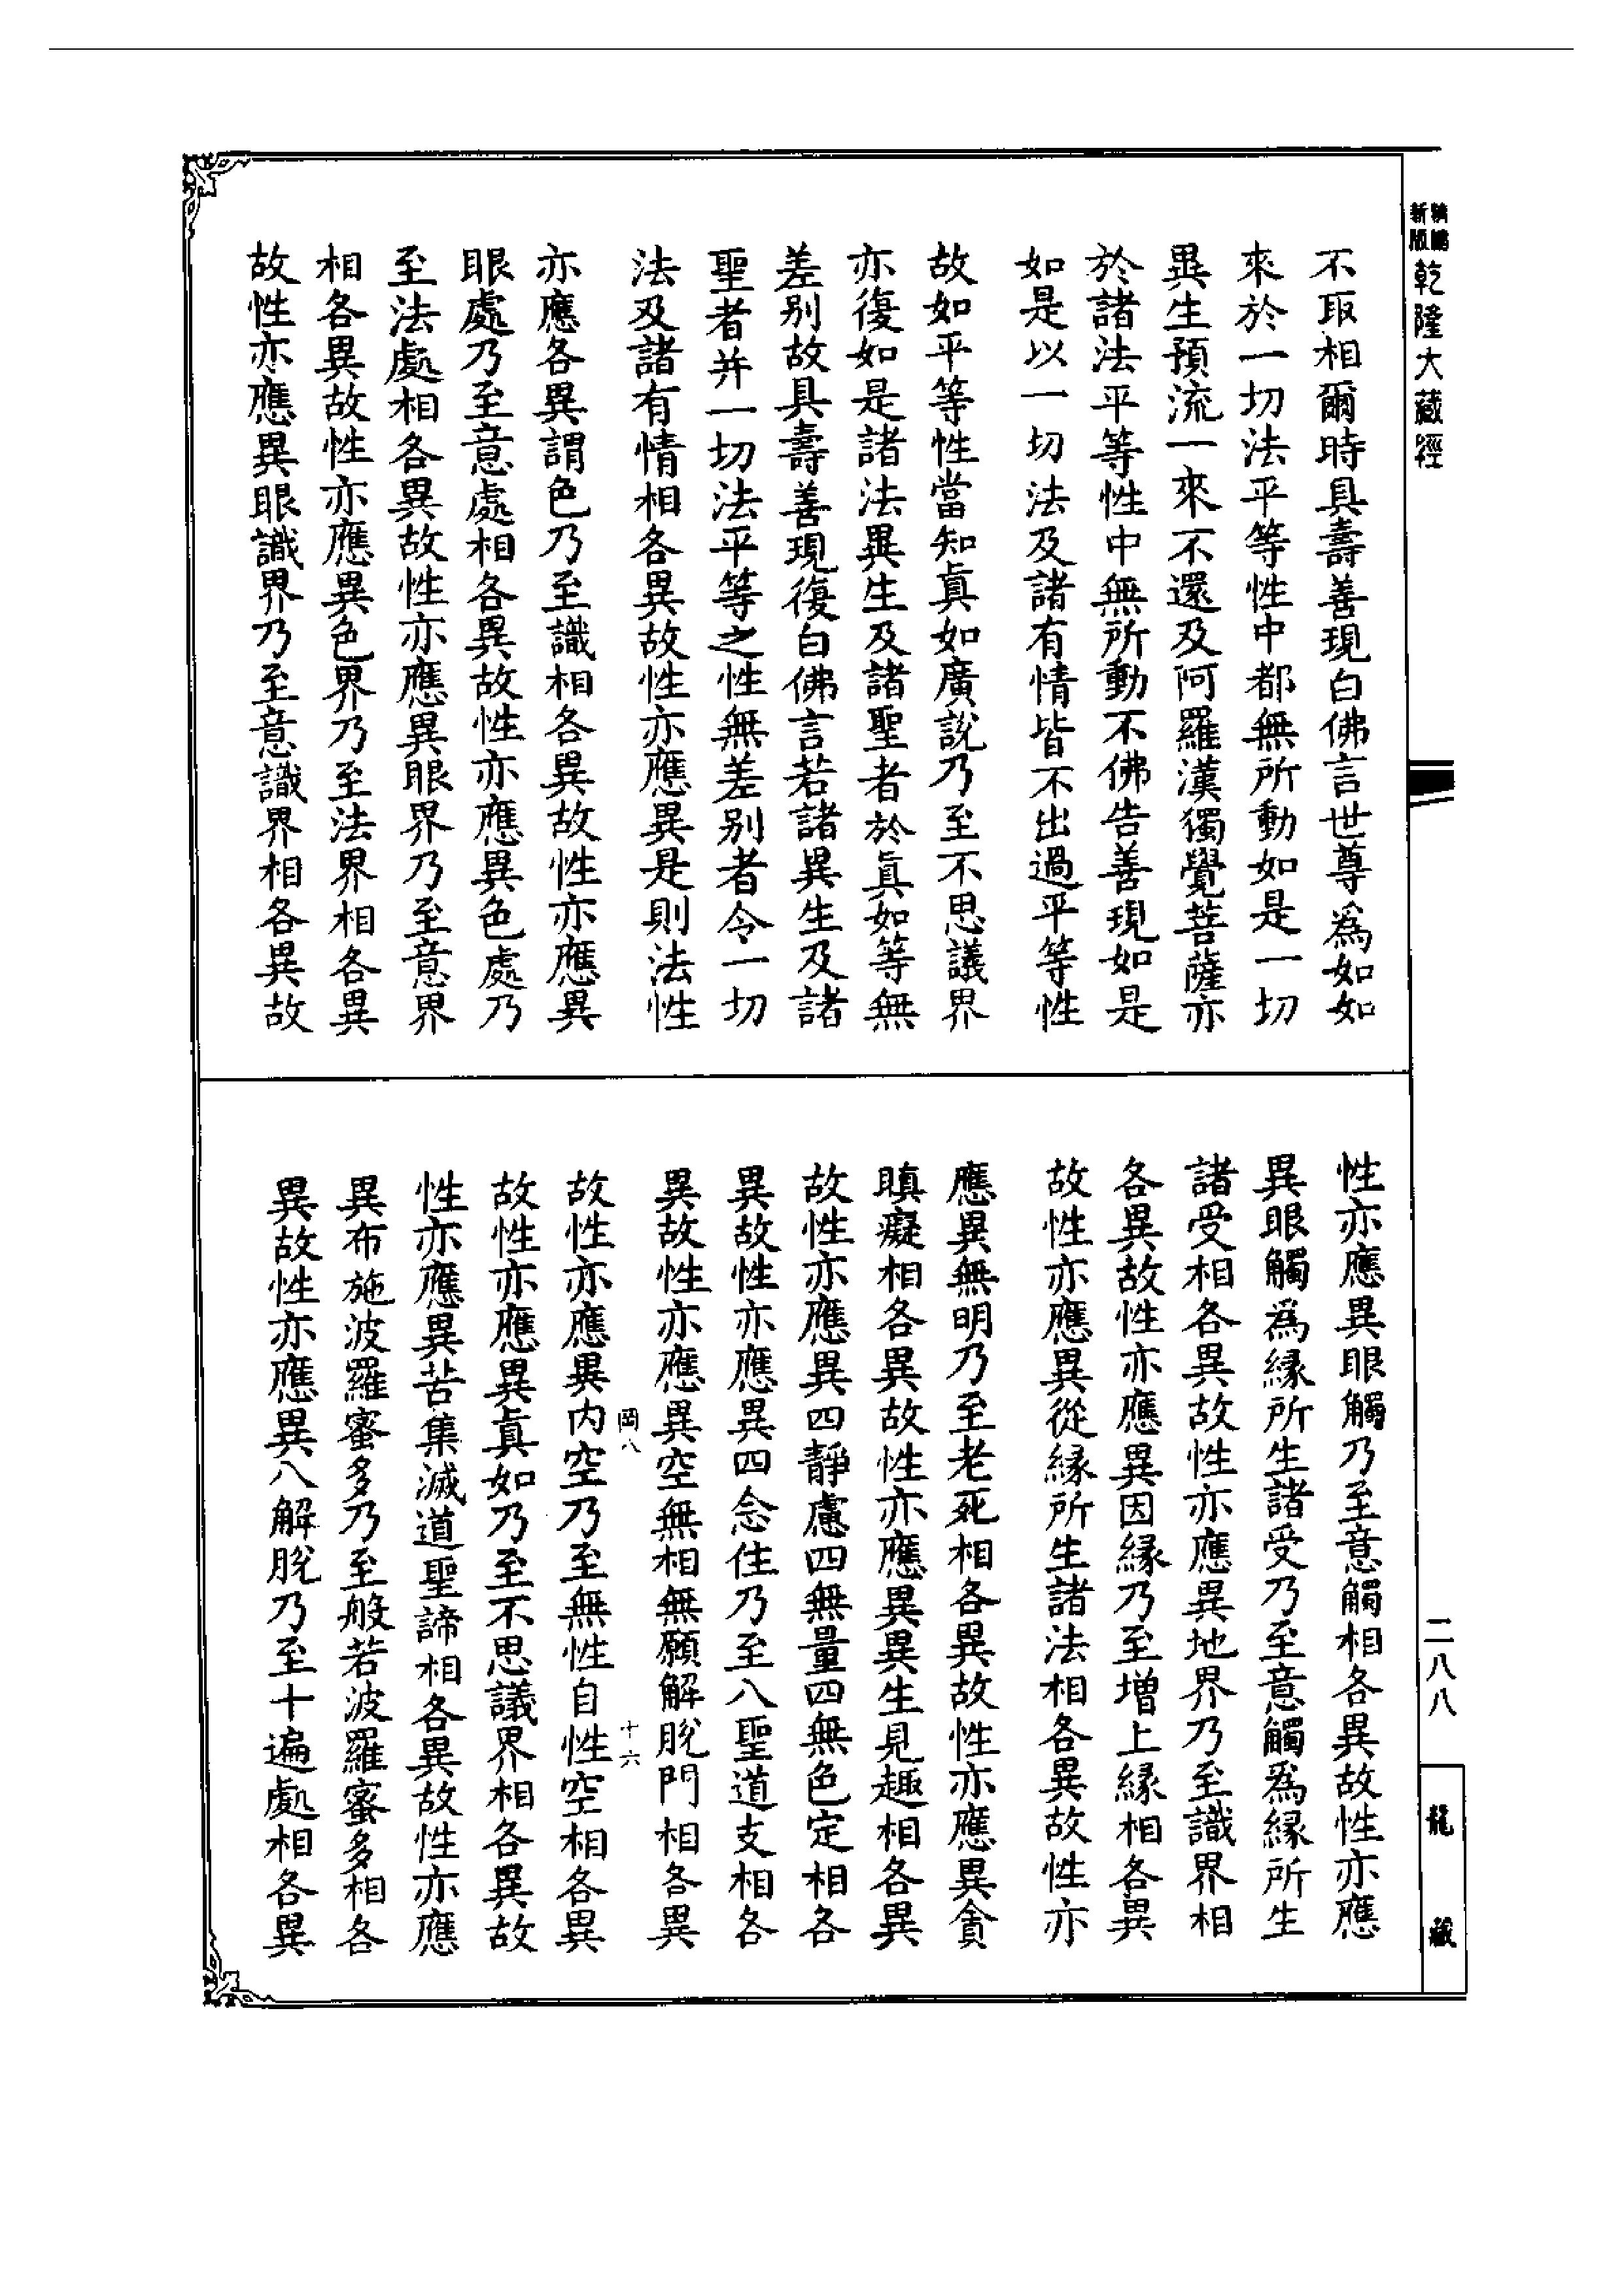 新版
乾隆大藏徑
不取相爾時具壽善現白佛言世尊為如如
來於一切法平等性中都無所動如是一切
異生預流一來不還及阿羅漢獨覺菩薩亦
於諸法平等性中無所動不佛告善現如是
如是以一切法及諸有情皆不出過平等性
故如平等性當知真如廣說乃至不思議界
亦復如是諸法異生及諸聖者於真如等無
差别故具壽善現復白佛言若諸異生及諸
聖者并一切法平等之性無差别者令一切
法及諸有情相各異故性亦應異是則法性
亦應各異謂色乃至識相各異故性亦應異
眼處乃至意處相各異故性亦應異色處乃
至法處相各異故性亦應異眼界乃至意界
相各異故性亦應異色界乃至法界相各異
故性亦應異眼識界乃至意識界相各異故
性亦應異眼觸乃至意觸相各異故性亦應
異眼觸為緣所生諸受乃至意觸為緣所生
諸受相各異故性亦應異地界乃至識界相
各異故性亦應異因緣乃至增上緣相各異
故性亦應異從緣所生諸法相各異故性亦
應異無明乃至老死相各異故性亦應異貪
瞋癡相各異故性亦應異異生見趣相各異
故性亦應異四靜慮四無量四無色定相各
異故性亦應異四念住乃至八聖道支相各
異故性亦應異空無相無願解脫門相各異
岡八
十六
故性亦應異内空乃至無性自性空相各異
故性亦應異真如乃至不思議界相各異故
性亦應異苦集滅道聖諦相各異故性亦應
異布施波羅蜜多乃至般若波羅蜜多相各
異故性亦應異八解脫乃至十遍處相各異
二八八
龍藏